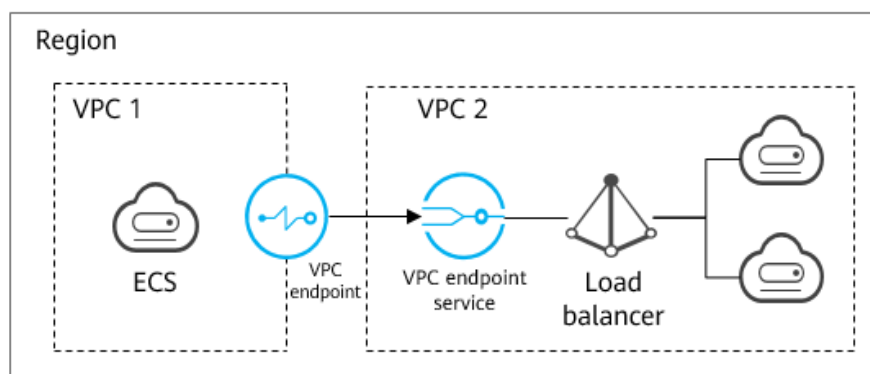 Region
VPC 1
VPC 2
ECS
VPC
endpoint
VPC endpoint
service
Load
balancer